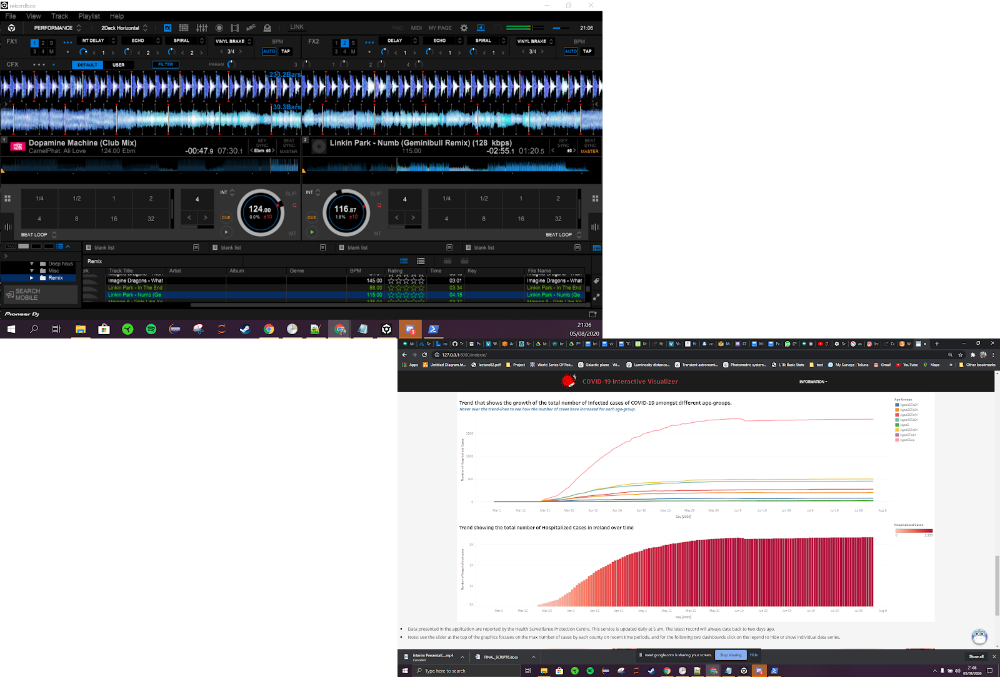 rekordbox
File View Track Playlist Help
PERFORMANCE 2Deck Horizontal FX ABC LINK PAD MIDI MY PAGE 21:06
FX1 1 2 S MT DELAY ECHO SPIRAL VINYL BRAKE BPM FX2 1 2 S DELAY ECHO SPIRAL VINYL BRAKE BPM
3 4 M 1 2 2 3/4 AUTO TAP 3 4 M 1 1 1 3/4 AUTO TAP
CFX DEFAULT USER FILTER PARAM 3 1 2 4
233.2Bars
39.3Bars
1 Dopamine Machine (Club Mix) KEY SYNC BEAT SYNC
CamelPhat, Ali Love 124.00 Ebm -00:47.9 07:30.1 Ebm ±0 MASTER
2 Linkin Park - Numb (Geminibull Remix) (128 kbps) KEY SYNC BEAT SYNC
115.00 -02:55.1 01:20.5 ±0 MASTER
1/4 1/2 1 2 4 INT SLIP INT SLIP 4 1/4 1/2 1 2
124.00 Q 116.87 Q
0.0% ±10 1.6% ±10
4 8 16 32 CUE CUE 4 8 16 32
BEAT LOOP MT MT BEAT LOOP
TAG blank list blank list blank list blank list
Remix
Deep hous
Misc
Remix
SEARCH
MOBILE
ork Track Title Artist Album Genre BPM Rating Time Key File Name
Imagine Dragons - What 145.00 03:01 Imagine Dragons - What
Linkin Park - In The End 88.00 03:34 Linkin Park - In The End
Linkin Park - Numb (Ge 115.00 04:15 Linkin Park - Numb (Ge
Maroon 5 - Girls Like Yo 135.04 03:27 Maroon 5 - Girls Like Yo
Pioneer Dj
21:06
05/08/2020
127.0.0.1:8000/indexie/
Apps Untitled Diagram.ht... lecture02.pdf Project World Series Of Pok... Galactic plane - Wi... Luminosity distance... Transient astronomi... Photometric system... L18: Basic Stats text My Surveys | Toluna Gmail YouTube Maps » Other bookmarks
COVID-19 Interactive Visualizer INFORMATION
Trend that shows the growth of the total number of infected cases of COVID-19 amongst different age-groups.
Hover over the trend-lines to see how the number of cases have increased for each age-group.
Age Groups
Aged15To24
Aged25To34
Aged35To44
Aged45To54
Aged5
Aged55To64
Aged5To14
Aged65Up
Number of Hospitalized Cases
1500
1000
500
0
Mar 1 Mar 11 Mar 21 Mar 31 Apr 10 Apr 20 Apr 30 May 10 May 20 May 30 Jun 9 Jun 19 Jun 29 Jul 9 Jul 19 Jul 29 Aug 8
Day [2020]
Trend showing the total number of Hospitalized Cases in Ireland over time
Hospitalized Cases
0 3,359
Number of hospitalized cases
3K
2K
1K
0K
Mar 2 Mar 12 Mar 22 Apr 1 Apr 11 Apr 21 May 1 May 11 May 21 May 31 Jun 10 Jun 20 Jun 30 Jul 10 Jul 20 Jul 30 Aug 9
Day [2020]
Data presented in the application are reported by the Health Surveillance Protection Centre. This service is updated daily at 5 am. The latest record will always date back to two days ago.
Note: use the slider at the top of the graphics focuses on the max number of cases by each county on recent time periods, and for the following two dashboards click on the legend to hide or show individual data series.
Interim Presentati....mp4
Canceled
FINAL_SCRIPT6.docx
meet.google.com is sharing your screen. Stop sharing Hide
Show all
Type here to search
21:06
05/08/2020